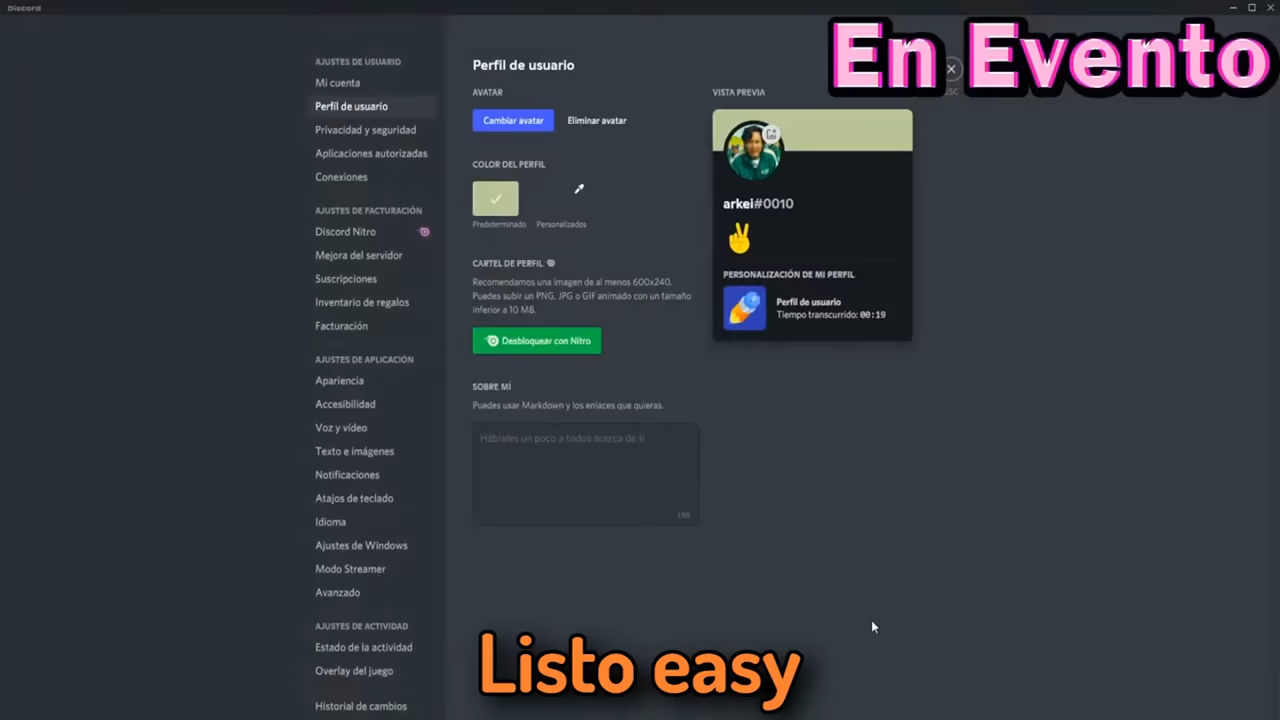 Discord
En Evento
AJUSTES DE USUARIO
Mi cuenta
Perfil de usuario
Privacidad y seguridad
Aplicaciones autorizadas
Conexiones
AJUSTES DE FACTURACIÓN
Discord Nitro
Mejora del servidor
Suscripciones
Inventario de regalos
Facturación
AJUSTES DE APLICACIÓN
Apariencia
Accesibilidad
Voz y vídeo
Texto e imágenes
Notificaciones
Atajos de teclado
Idioma
Ajustes de Windows
Modo Streamer
Avanzado
AJUSTES DE ACTIVIDAD
Estado de la actividad
Overlay del juego
Historial de cambios
Perfil de usuario
AVATAR
Cambiar avatar
Eliminar avatar
COLOR DEL PERFIL
Predeterminado
Personalizados
CARTEL DE PERFIL
Recomendamos una imagen de al menos 600x240.
Puedes subir un PNG, JPG o GIF animado con un tamaño
inferior a 10 MB.
Desbloquear con Nitro
SOBRE MÍ
Puedes usar Markdown y los enlaces que quieras.
Háblales un poco a todos acerca de ti
190
VISTA PREVIA
arkei#0010
PERSONALIZACIÓN DE MI PERFIL
Perfil de usuario
Tiempo transcurrido: 00:19
Listo easy